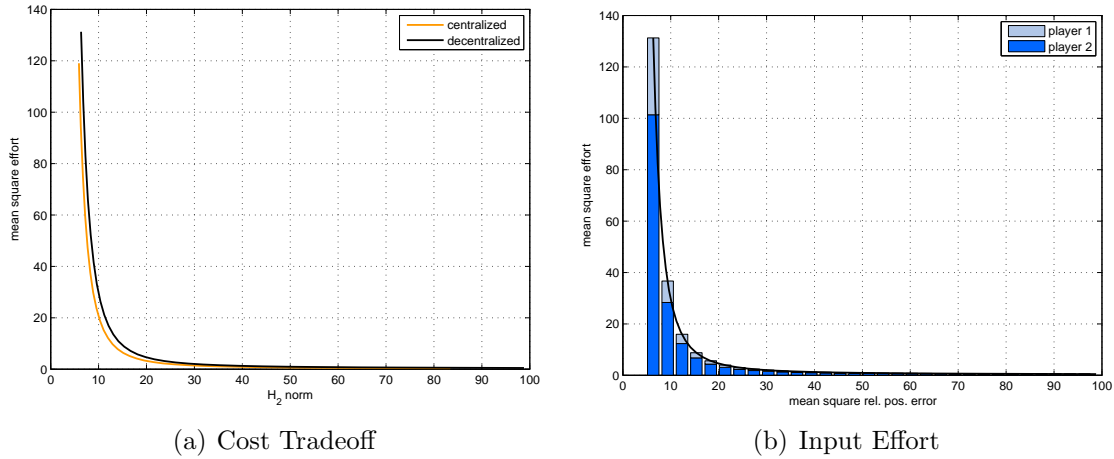 140
120
100
80
60
40
20
0
mean square effort
0 10 20 30 40 50 60 70 80 90 100
H2 norm
centralized
decentralized
(a) Cost Tradeoff
140
120
100
80
60
40
20
0
mean square effort
0 10 20 30 40 50 60 70 80 90 100
mean square rel. pos. error
player 1
player 2
(b) Input Effort